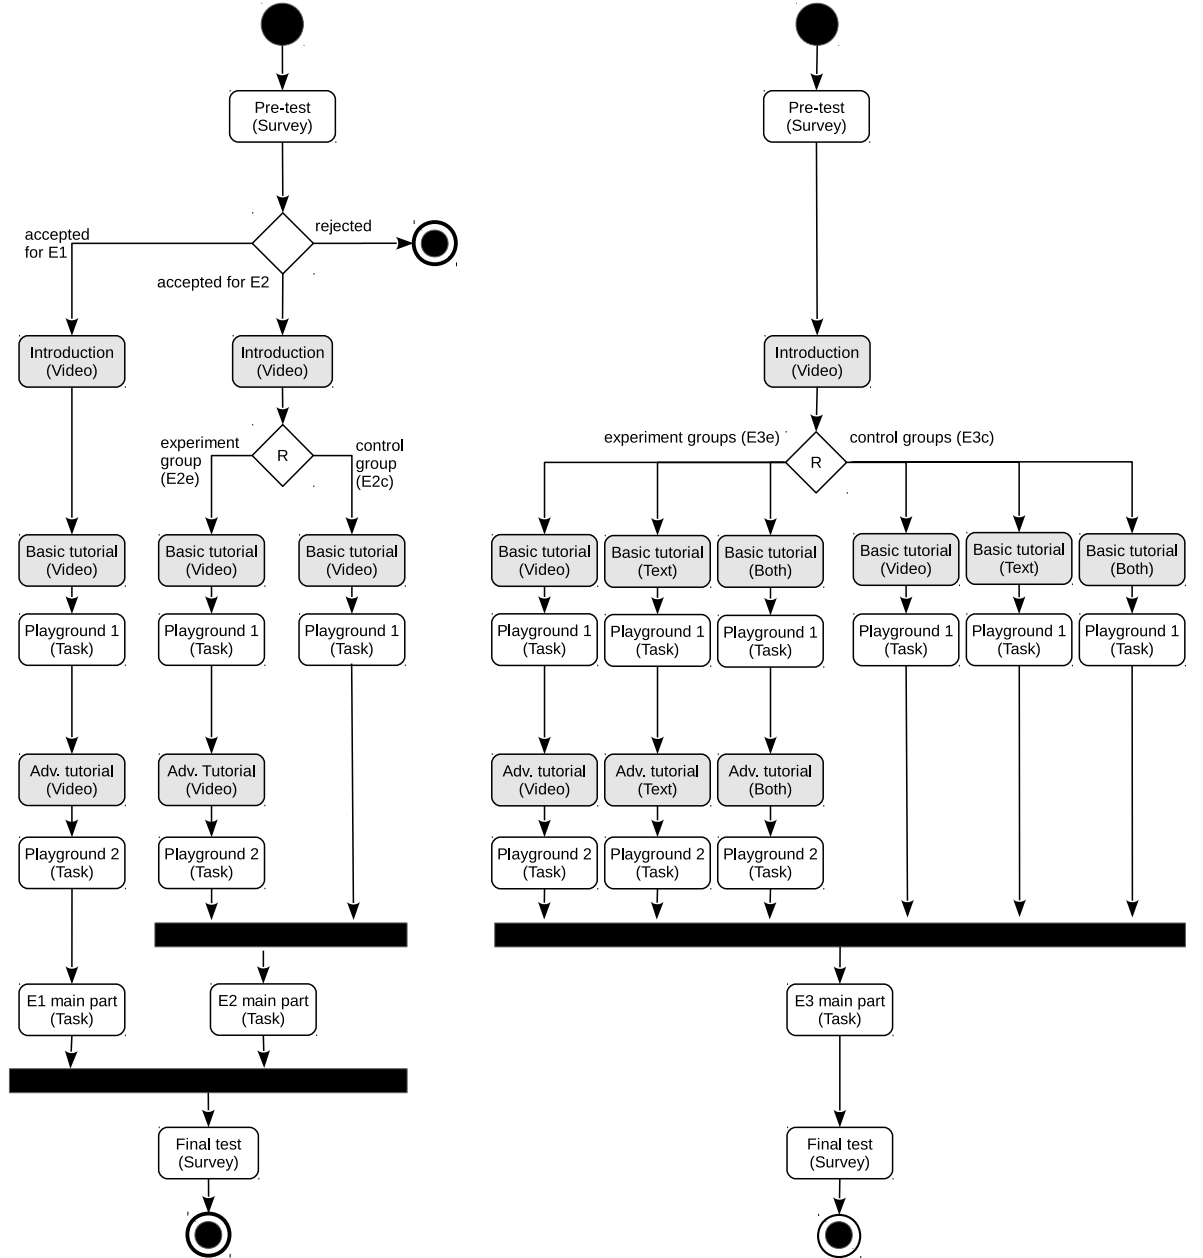 Pre-test
(Survey)
accepted
for E1
rejected
accepted for E2
Introduction
(Video)
Introduction
(Video)
experiment
group
(E2e)
R
control
group
(E2c)
Basic tutorial
(Video)
Basic tutorial
(Video)
Basic tutorial
(Video)
Playground 1
(Task)
Playground 1
(Task)
Playground 1
(Task)
Adv. tutorial
(Video)
Adv. Tutorial
(Video)
Playground 2
(Task)
Playground 2
(Task)
E1 main part
(Task)
E2 main part
(Task)
Final test
(Survey)
Pre-test
(Survey)
Introduction
(Video)
experiment groups (E3e)
R
control groups (E3c)
Basic tutorial
(Video)
Basic tutorial
(Text)
Basic tutorial
(Both)
Basic tutorial
(Video)
Basic tutorial
(Text)
Basic tutorial
(Both)
Playground 1
(Task)
Playground 1
(Task)
Playground 1
(Task)
Playground 1
(Task)
Playground 1
(Task)
Playground 1
(Task)
Adv. tutorial
(Video)
Adv. tutorial
(Text)
Adv. tutorial
(Both)
Playground 2
(Task)
Playground 2
(Task)
Playground 2
(Task)
E3 main part
(Task)
Final test
(Survey)